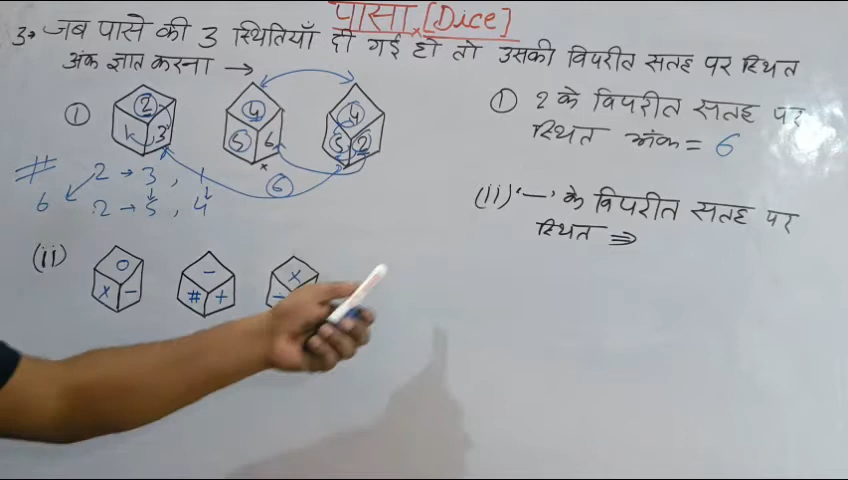 पासा [Dice]
3→ जब पासे की 3 स्थितियाँ दी गई हो तो उसकी विपरीत सतह पर स्थित
अंक ज्ञात करना →
① 2 1 3
4 5 6
4 5 2
6
# 2 → 3, 1
6 2 → 5, 4
① 2 के विपरीत सतह पर
स्थित अंक = 6
(ii) ० × −
− # +
×
(ii) '—' के विपरीत सतह पर
स्थित ⇒